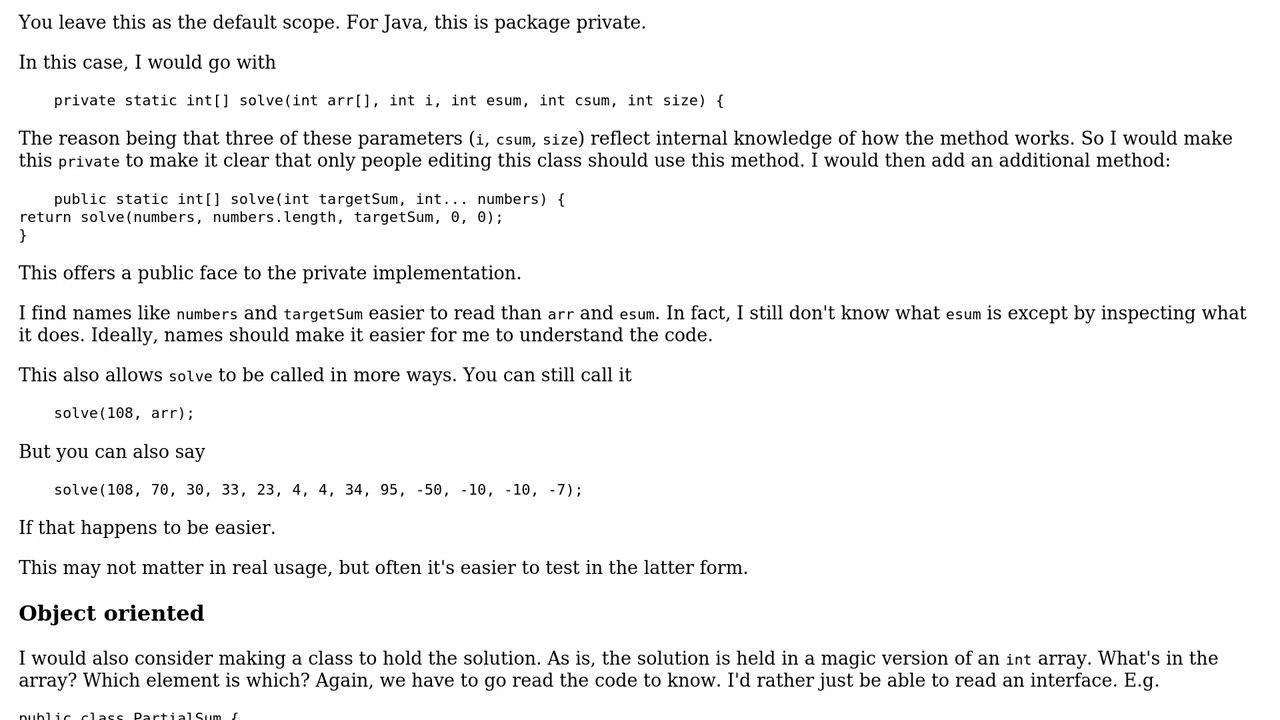 You leave this as the default scope. For Java, this is package private.
In this case, I would go with
private static int[] solve(int arr[], int i, int esum, int csum, int size) {
The reason being that three of these parameters (i, csum, size) reflect internal knowledge of how the method works. So I would make
this private to make it clear that only people editing this class should use this method. I would then add an additional method:
public static int[] solve(int targetSum, int... numbers) {
return solve(numbers, numbers.length, targetSum, 0, 0);
}
This offers a public face to the private implementation.
I find names like numbers and targetSum easier to read than arr and esum. In fact, I still don't know what esum is except by inspecting what
it does. Ideally, names should make it easier for me to understand the code.
This also allows solve to be called in more ways. You can still call it
solve(108, arr);
But you can also say
solve(108, 70, 30, 33, 23, 4, 4, 34, 95, -50, -10, -10, -7);
If that happens to be easier.
This may not matter in real usage, but often it's easier to test in the latter form.
Object oriented
I would also consider making a class to hold the solution. As is, the solution is held in a magic version of an int array. What's in the
array? Which element is which? Again, we have to go read the code to know. I'd rather just be able to read an interface. E.g.
public class PartialSum {